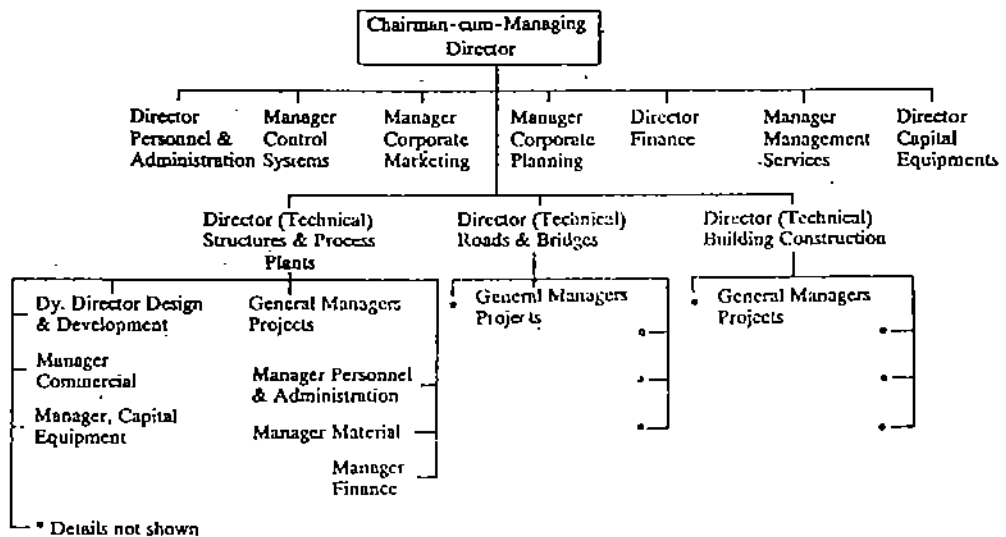 Chairman-cum-Managing
Director
Director
Personnel &
Administration
Manager
Control
Systems
Manager
Corporate
Marketing
Manager
Corporate
Planning
Director
Finance
Manager
Management
Services
Director
Capital
Equipments
Director (Technical)
Structures & Process
Plants
Director (Technical)
Roads & Bridges
Director (Technical)
Building Construction
Dy. Director Design
& Development
Manager
Commercial
Manager, Capital
Equipment
General Managers
Projects
Manager Personnel
& Administration
Manager Material
Manager
Finance
* General Managers
Projects
*
*
*
* General Managers
Projects
*
*
*
* Details not shown